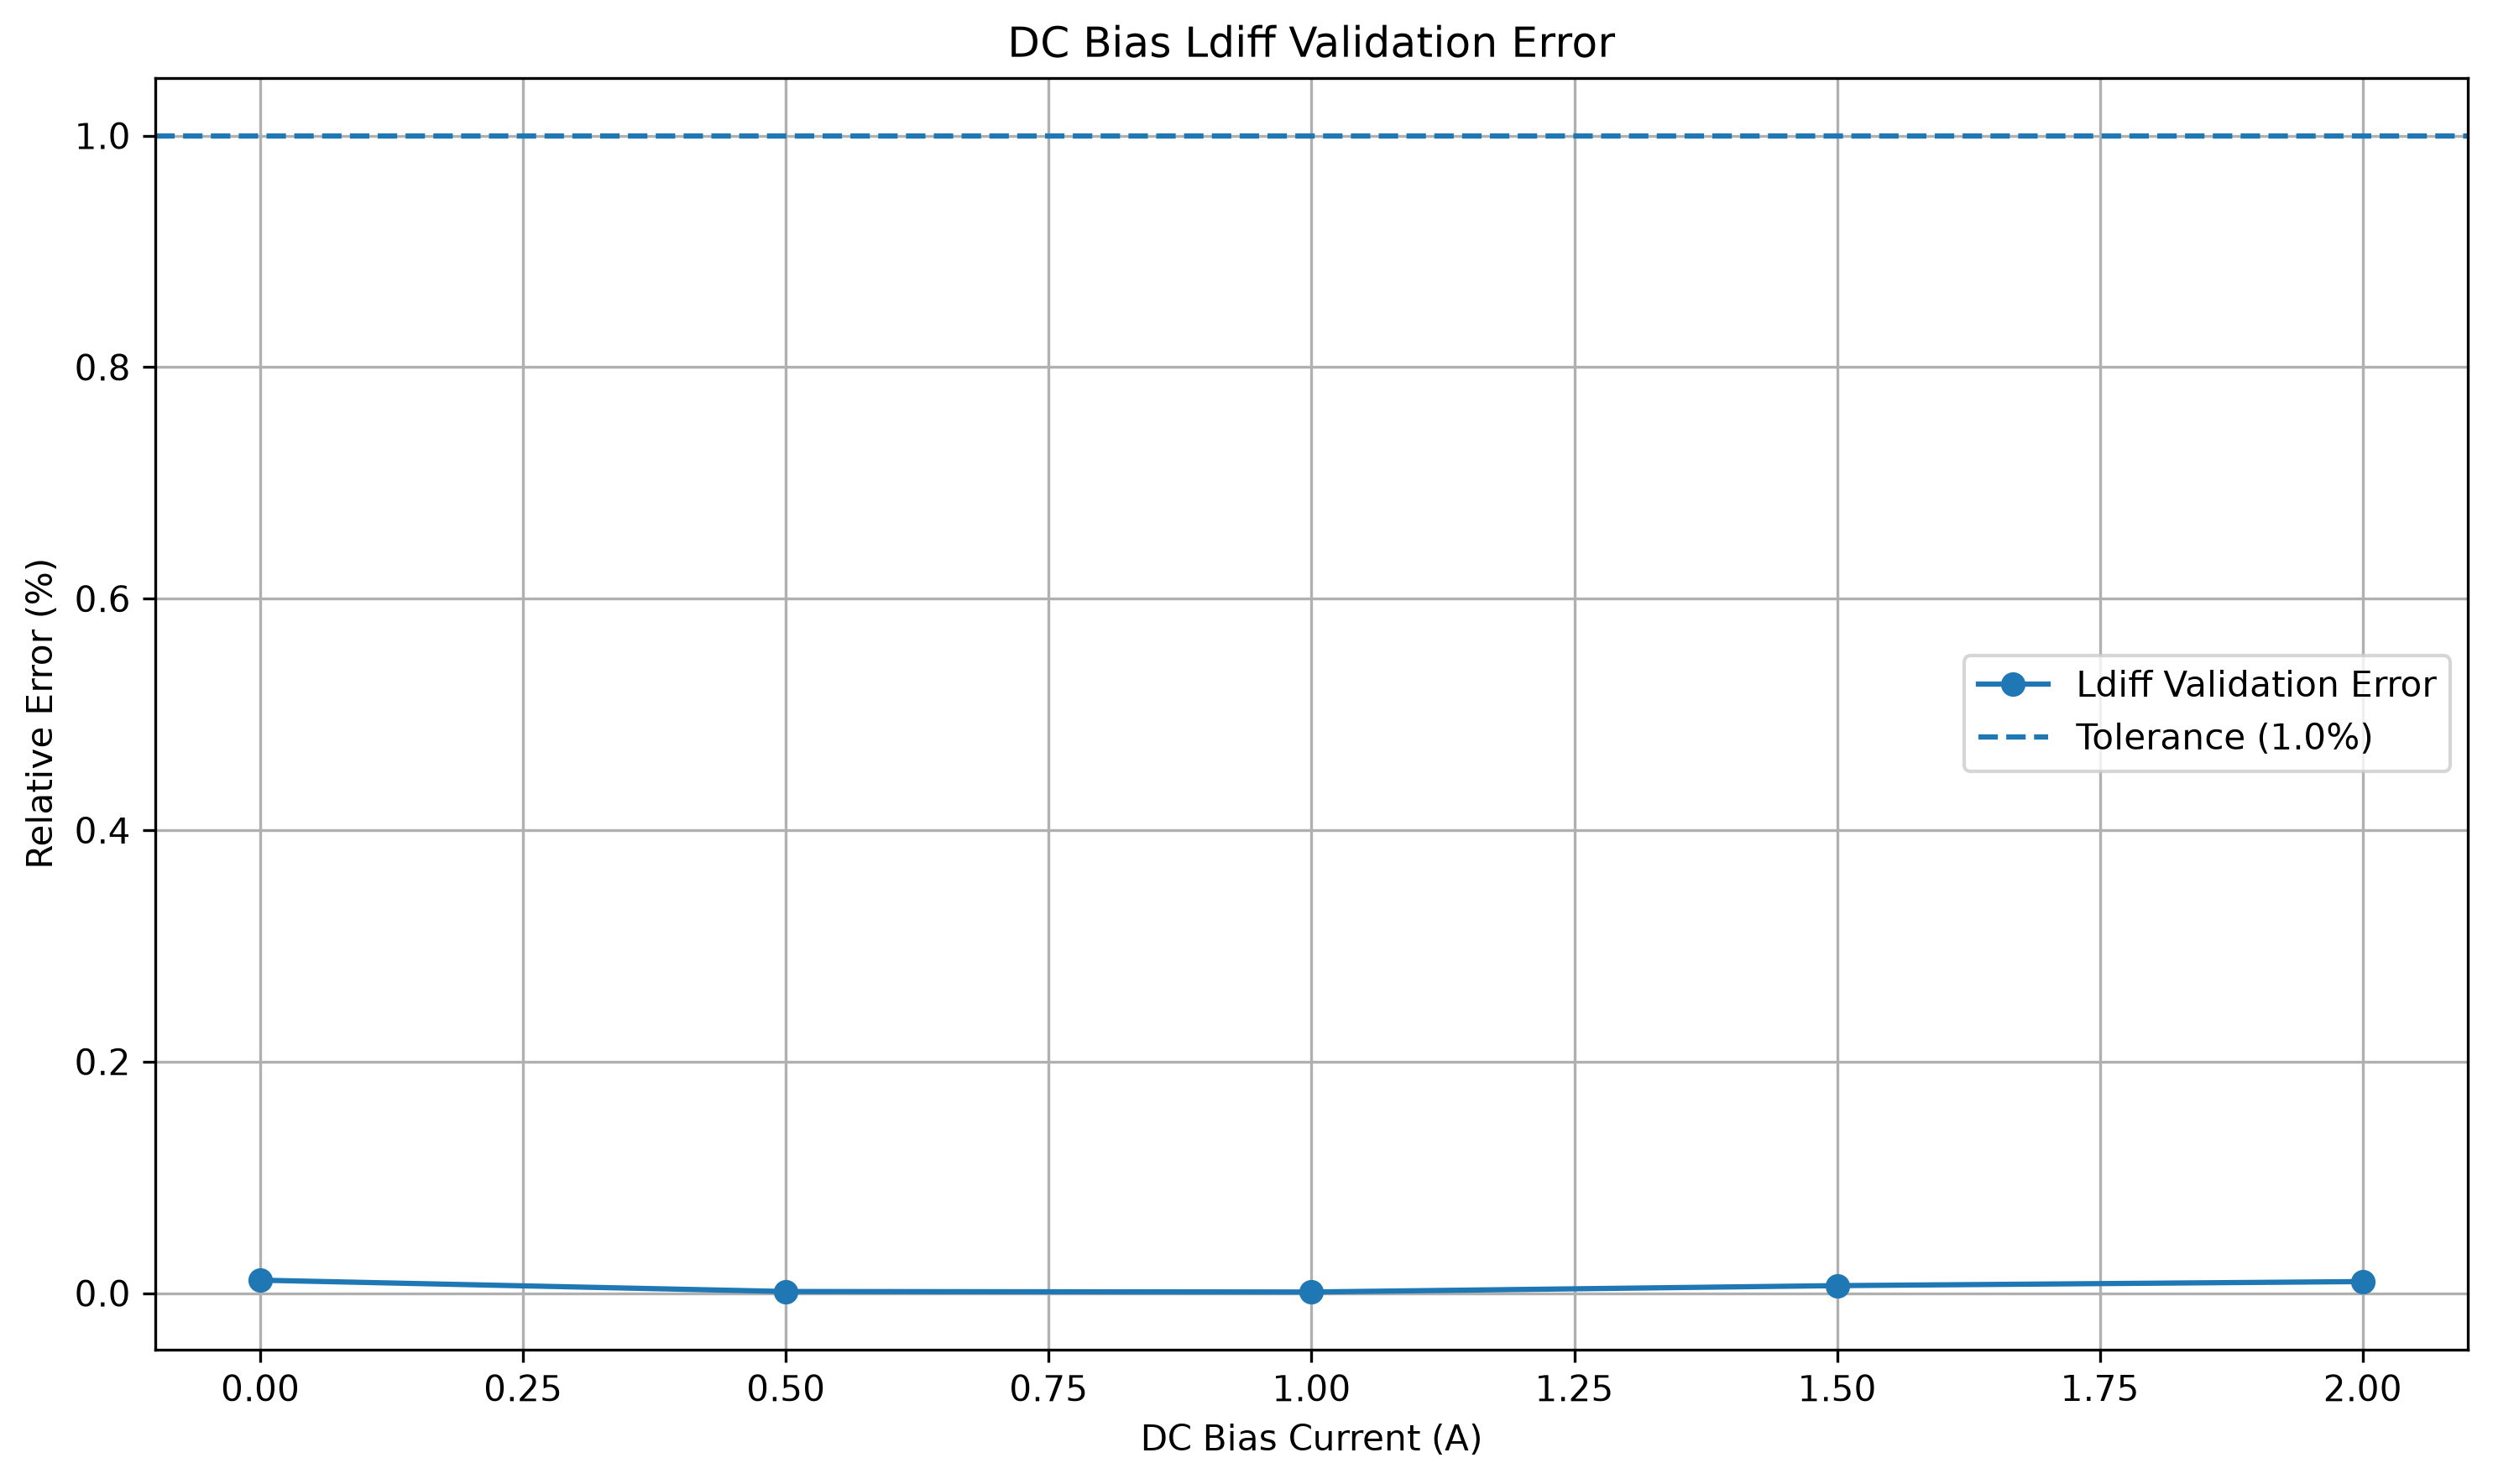 DC Bias Ldiff Validation Error
Relative Error (%)
1.0
0.8
0.6
0.4
0.2
0.0
Ldiff Validation Error
Tolerance (1.0%)
0.00 0.25 0.50 0.75 1.00 1.25 1.50 1.75 2.00
DC Bias Current (A)